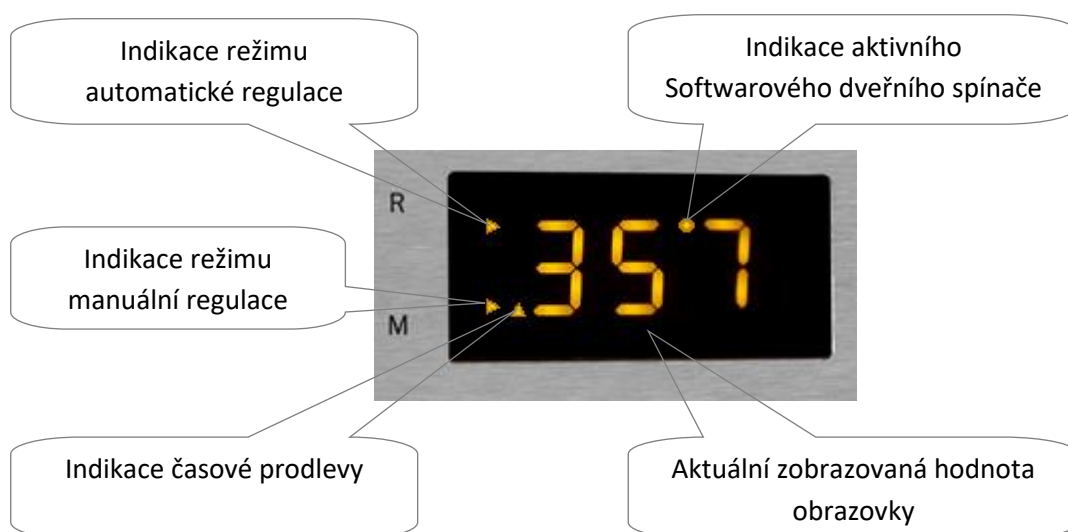 Indikace režimu
automatické regulace
Indikace aktivního
Softwarového dveřního spínače
R
357
Indikace režimu
manuální regulace
M
Indikace časové prodlevy
Aktuální zobrazovaná hodnota
obrazovky